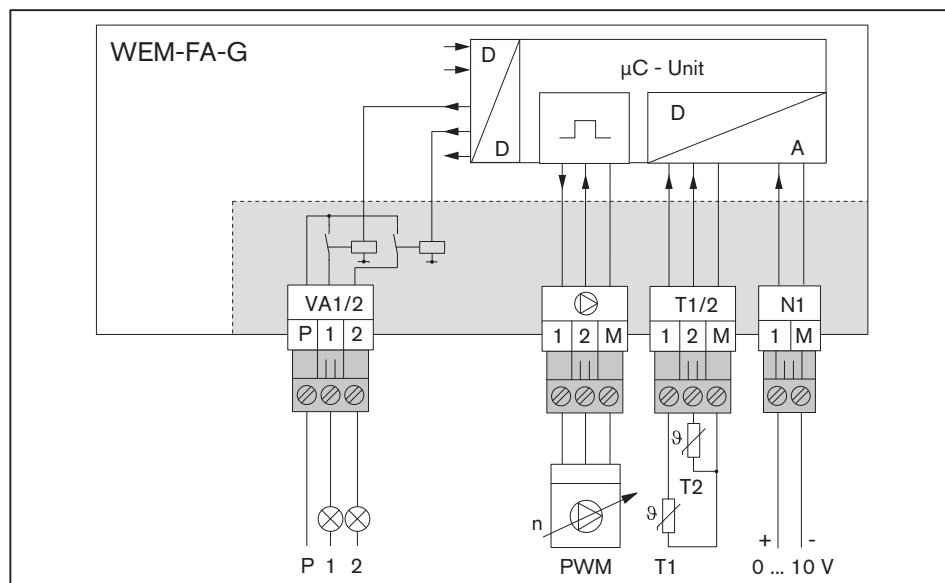 WEM-FA-G
D
D
µC - Unit
D
A
VA1/2
P 1 2
1 2 M
T1/2
1 2 M
N1
1 M
ϑ
T2
ϑ
n
+ -
P 1 2
PWM
T1
0 ... 10 V